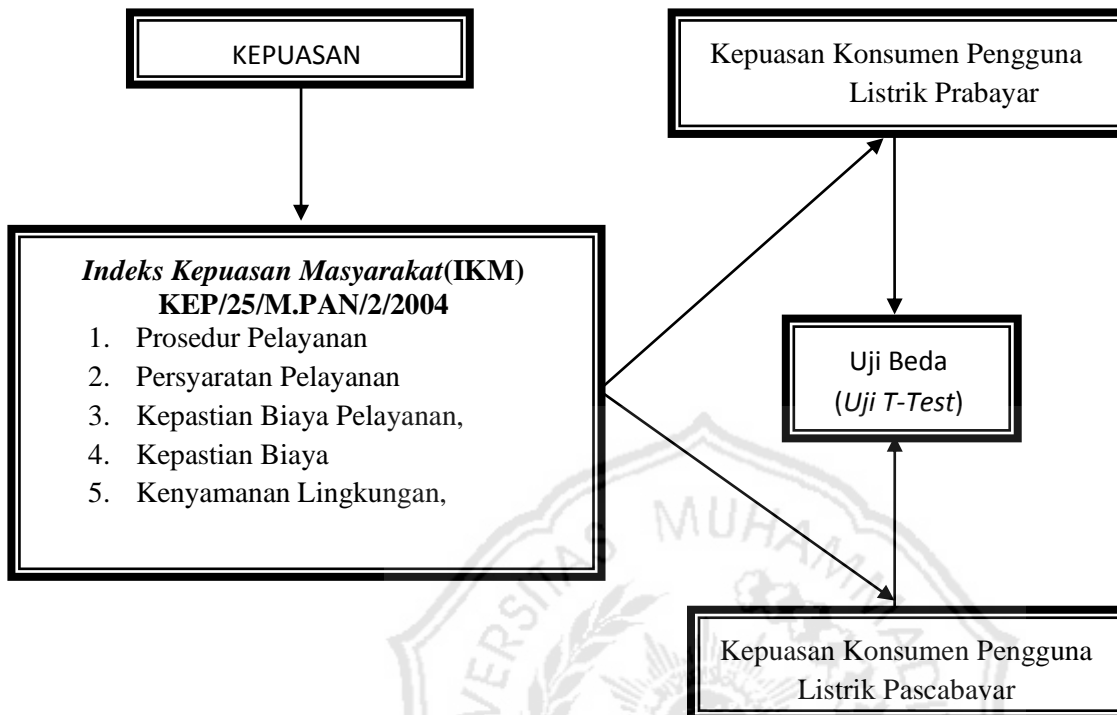 KEPUASAN
Kepuasan Konsumen Pengguna
Listrik Prabayar
Indeks Kepuasan Masyarakat(IKM)
KEP/25/M.PAN/2/2004
1. Prosedur Pelayanan
2. Persyaratan Pelayanan
3. Kepastian Biaya Pelayanan,
4. Kepastian Biaya
5. Kenyamanan Lingkungan,
Uji Beda
(Uji T-Test)
Kepuasan Konsumen Pengguna
Listrik Pascabayar
MUHAMMAD